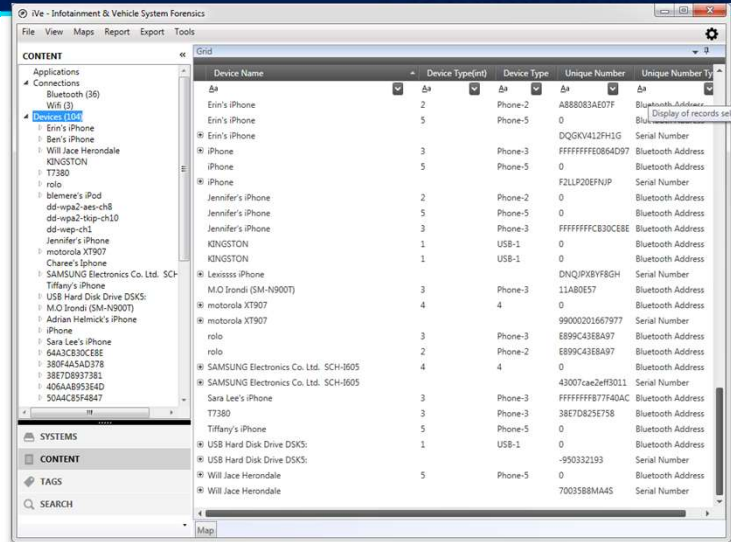 iVe - Infotainment & Vehicle System Forensics
File View Maps Report Export Tools
CONTENT «
Applications
Connections
Bluetooth (36)
Wifi (3)
Devices (104)
Erin's iPhone
Ben's iPhone
Will Jace Herondale
KINGSTON
T7380
rolo
blemere's iPod
dd-wpa2-aes-ch8
dd-wpa2-tkip-ch10
dd-wep-ch1
Jennifer's iPhone
motorola XT907
Charee's Iphone
SAMSUNG Electronics Co. Ltd. SCH
Tiffany's iPhone
USB Hard Disk Drive DSK5:
M.O Irondi (SM-N900T)
Adrian Helmick's iPhone
iPhone
Sara Lee's iPhone
64A3CB30CE8E
380F4A5AD378
38E7D8937381
406AAB953E4D
50A4C85F4847
SYSTEMS
CONTENT
TAGS
SEARCH
Grid
Device Name Device Type(int) Device Type Unique Number Unique Number Ty
Aa Aa Aa Aa Aa
Erin's iPhone 2 Phone-2 A888083AE07F Bluetooth Address
Display of records sel
Erin's iPhone 5 Phone-5 0 Bluetooth Address
Erin's iPhone DQGKV412FH1G Serial Number
iPhone 3 Phone-3 FFFFFFFFE0864D97 Bluetooth Address
iPhone 5 Phone-5 0 Bluetooth Address
iPhone F2LLP20EFNJP Serial Number
Jennifer's iPhone 2 Phone-2 0 Bluetooth Address
Jennifer's iPhone 5 Phone-5 0 Bluetooth Address
Jennifer's iPhone 3 Phone-3 FFFFFFFFCB30CE8E Bluetooth Address
KINGSTON 1 USB-1 0 Bluetooth Address
KINGSTON 1 USB-1 0 Bluetooth Address
Lexissss iPhone DNQJPXBYF8GH Serial Number
M.O Irondi (SM-N900T) 3 Phone-3 11AB0E57 Bluetooth Address
motorola XT907 4 4 0 Bluetooth Address
motorola XT907 99000201667977 Serial Number
rolo 3 Phone-3 E899C43EBA97 Bluetooth Address
rolo 2 Phone-2 E899C43EBA97 Bluetooth Address
SAMSUNG Electronics Co. Ltd. SCH-I605 4 4 0 Bluetooth Address
SAMSUNG Electronics Co. Ltd. SCH-I605 43007cae2eff3011 Serial Number
Sara Lee's iPhone 3 Phone-3 FFFFFFFFB77F40AC Bluetooth Address
T7380 3 Phone-3 38E7D825E758 Bluetooth Address
Tiffany's iPhone 5 Phone-5 0 Bluetooth Address
USB Hard Disk Drive DSK5: 1 USB-1 0 Bluetooth Address
USB Hard Disk Drive DSK5: -950332193 Serial Number
Will Jace Herondale 5 Phone-5 0 Bluetooth Address
Will Jace Herondale 70035B8MA4S Serial Number
Map